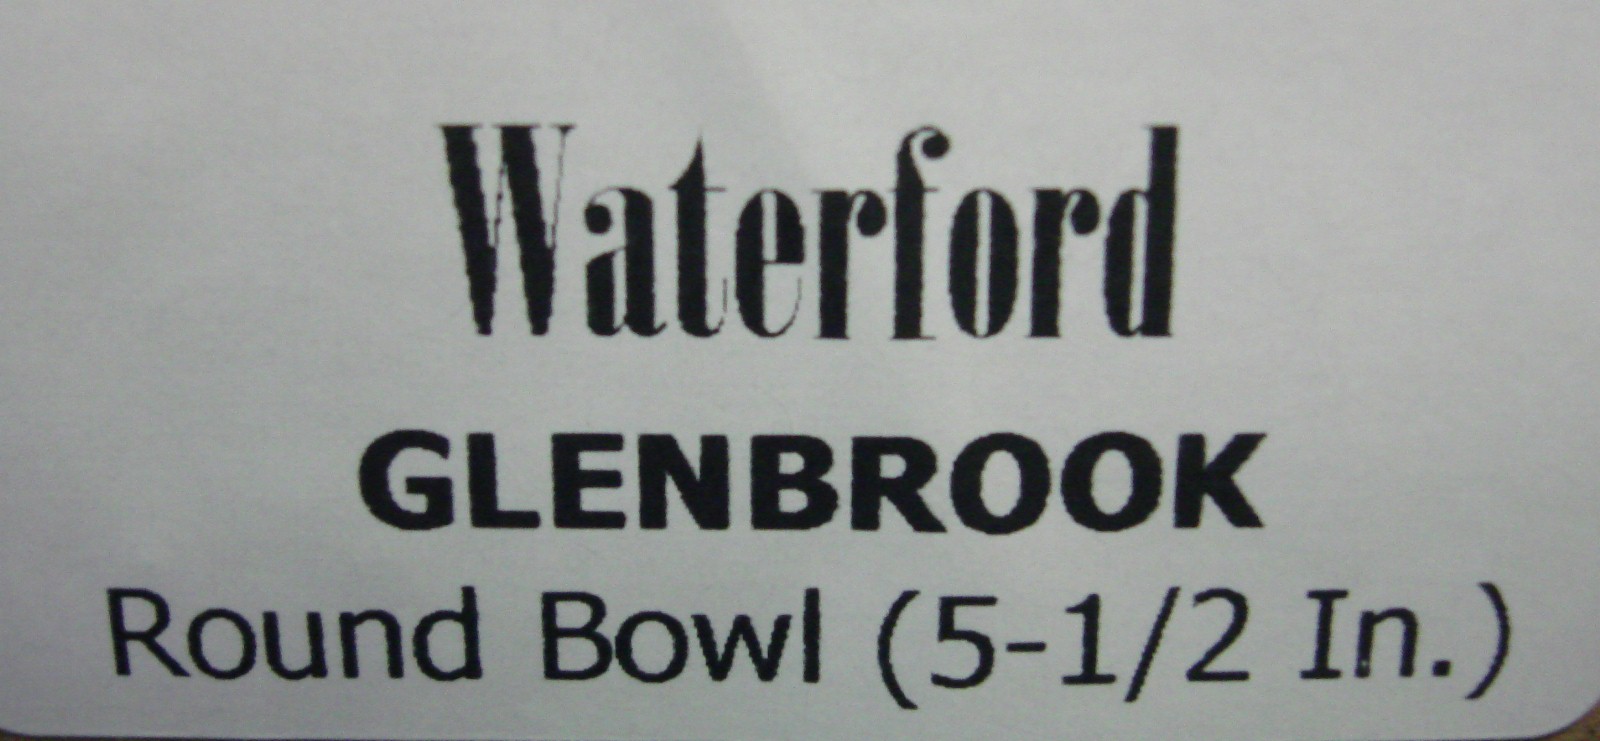 Waterford
GLENBROOK
Round Bowl (5-1/2 In.)